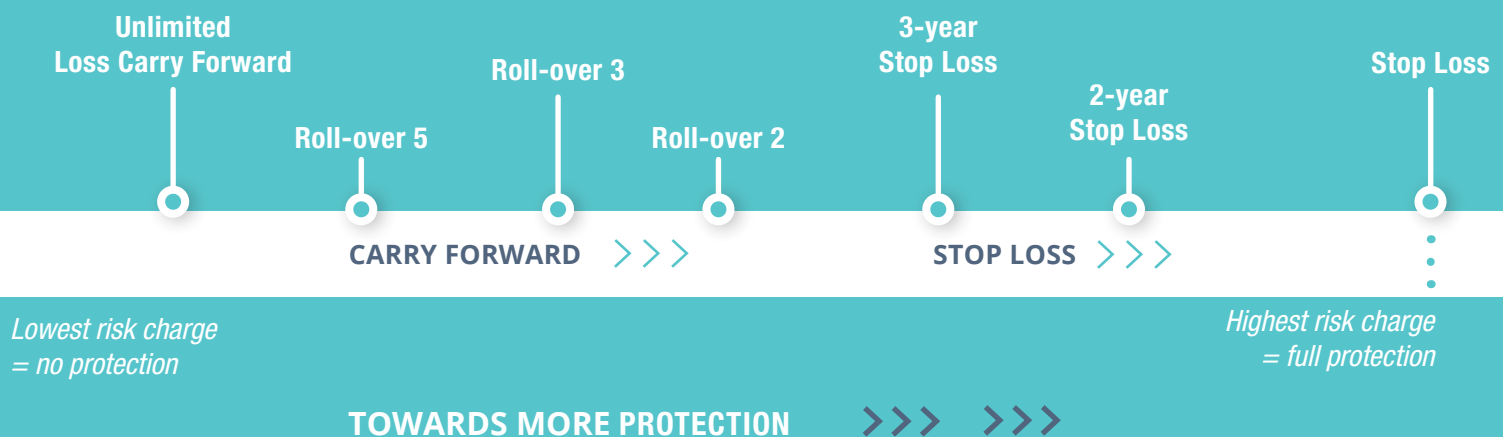 Unlimited
Loss Carry Forward
Roll-over 5
Roll-over 3
Roll-over 2
3-year
Stop Loss
2-year
Stop Loss
Stop Loss
CARRY FORWARD
STOP LOSS
Lowest risk charge
= no protection
Highest risk charge
= full protection
TOWARDS MORE PROTECTION